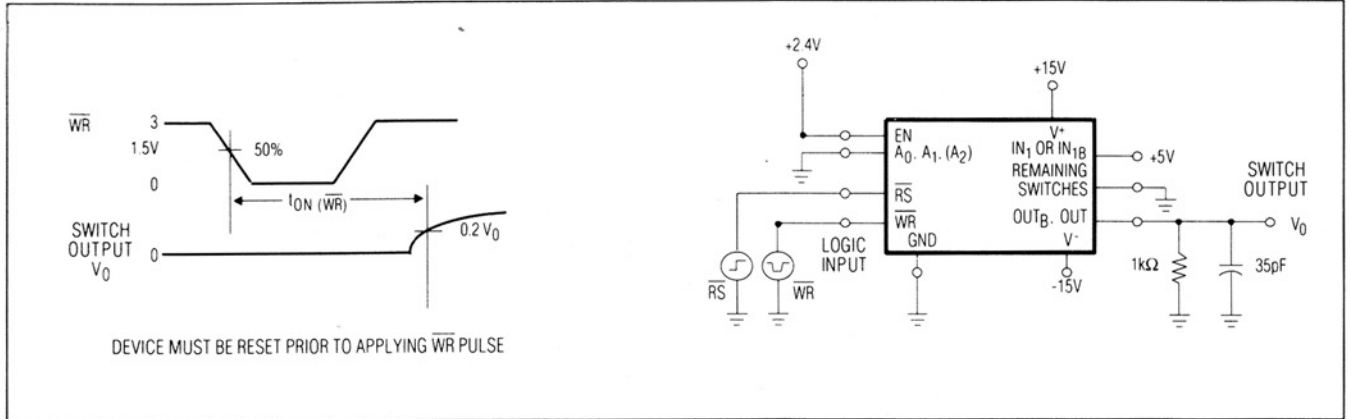 WR
3
1.5V
50%
0
tON (WR)
SWITCH
OUTPUT
V0
0
0.2 V0
DEVICE MUST BE RESET PRIOR TO APPLYING WR PULSE
+2.4V
+15V
EN
A0. A1. (A2)
RS
WR
GND
V+
IN1 OR IN1B
REMAINING
SWITCHES
OUTB. OUT
V-
+5V
SWITCH
OUTPUT
V0
LOGIC
INPUT
RS
WR
-15V
1kΩ
35pF